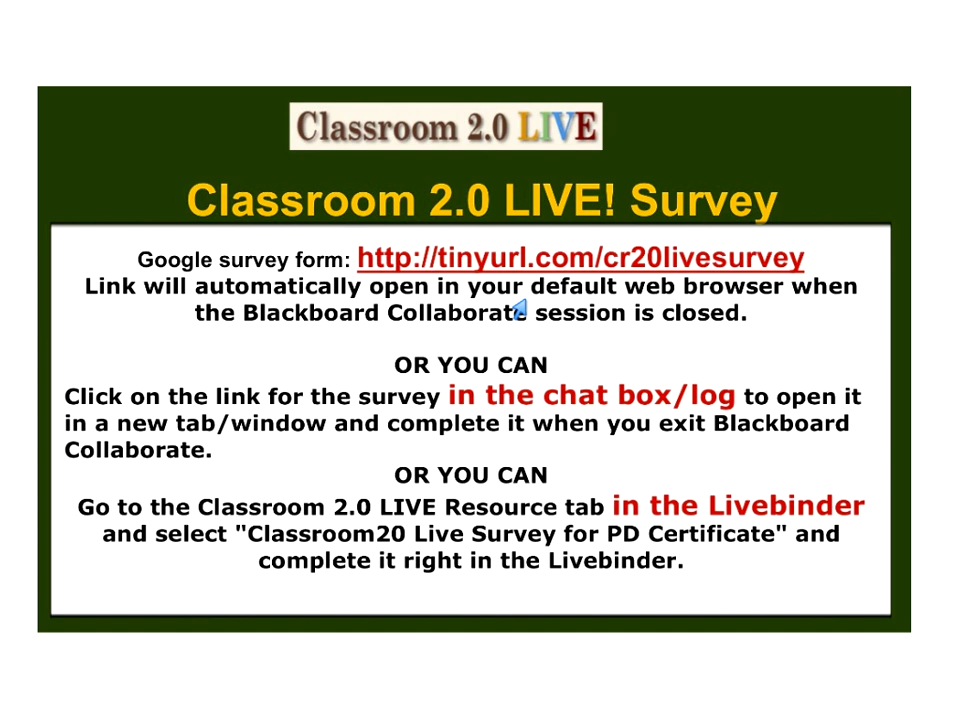 Classroom 2.0 LIVE
Classroom 2.0 LIVE! Survey
Google survey form: http://tinyurl.com/cr20livesurvey
Link will automatically open in your default web browser when
the Blackboard Collaborate session is closed.
OR YOU CAN
Click on the link for the survey in the chat box/log to open it
in a new tab/window and complete it when you exit Blackboard
Collaborate.
OR YOU CAN
Go to the Classroom 2.0 LIVE Resource tab in the Livebinder
and select "Classroom20 Live Survey for PD Certificate" and
complete it right in the Livebinder.